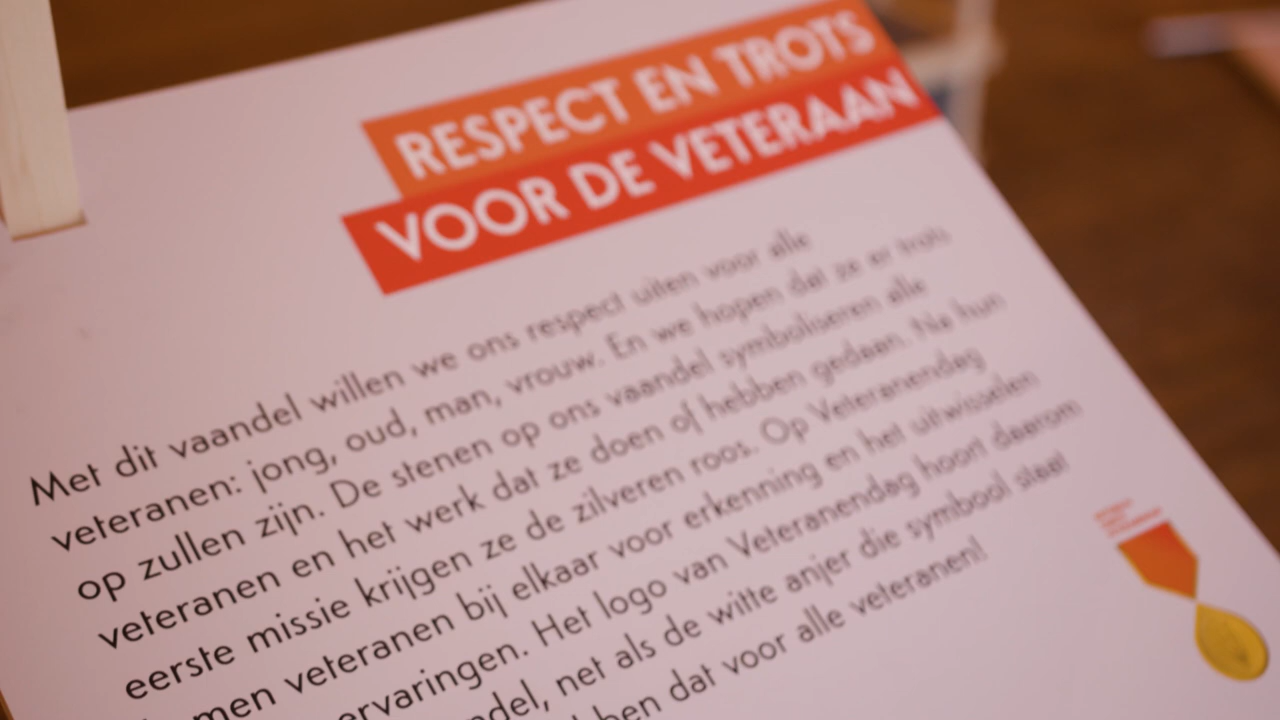 RESPECT EN TROTS
VOOR DE VETERAAN
Met dit vaandel willen we ons respect uiten voor alle
veteranen: jong, oud, man, vrouw. En we hopen dat ze er trots
op zullen zijn. De stenen op ons vaandel symboliseren alle
veteranen en het werk dat ze doen of hebben gedaan. Na hun
eerste missie krijgen ze de zilveren roos. Op Veteranendag
men veteranen bij elkaar voor erkenning en het uitwisselen
ervaringen. Het logo van Veteranendag hoort daarom
ndel, net als de witte anjer die symbool staat
bben dat voor alle veteranen!